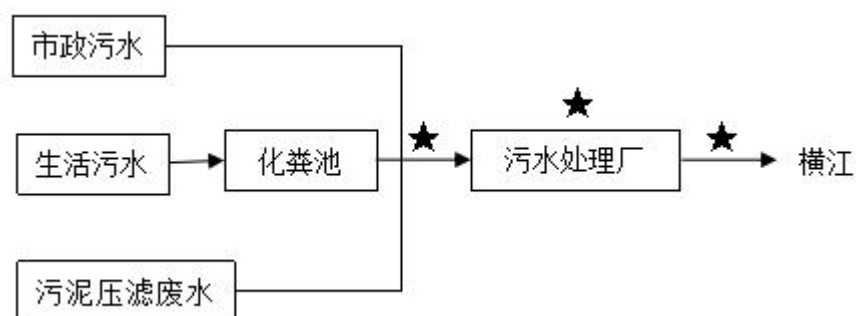 市政污水
生活污水
化粪池
污水处理厂
横江
污泥压滤废水